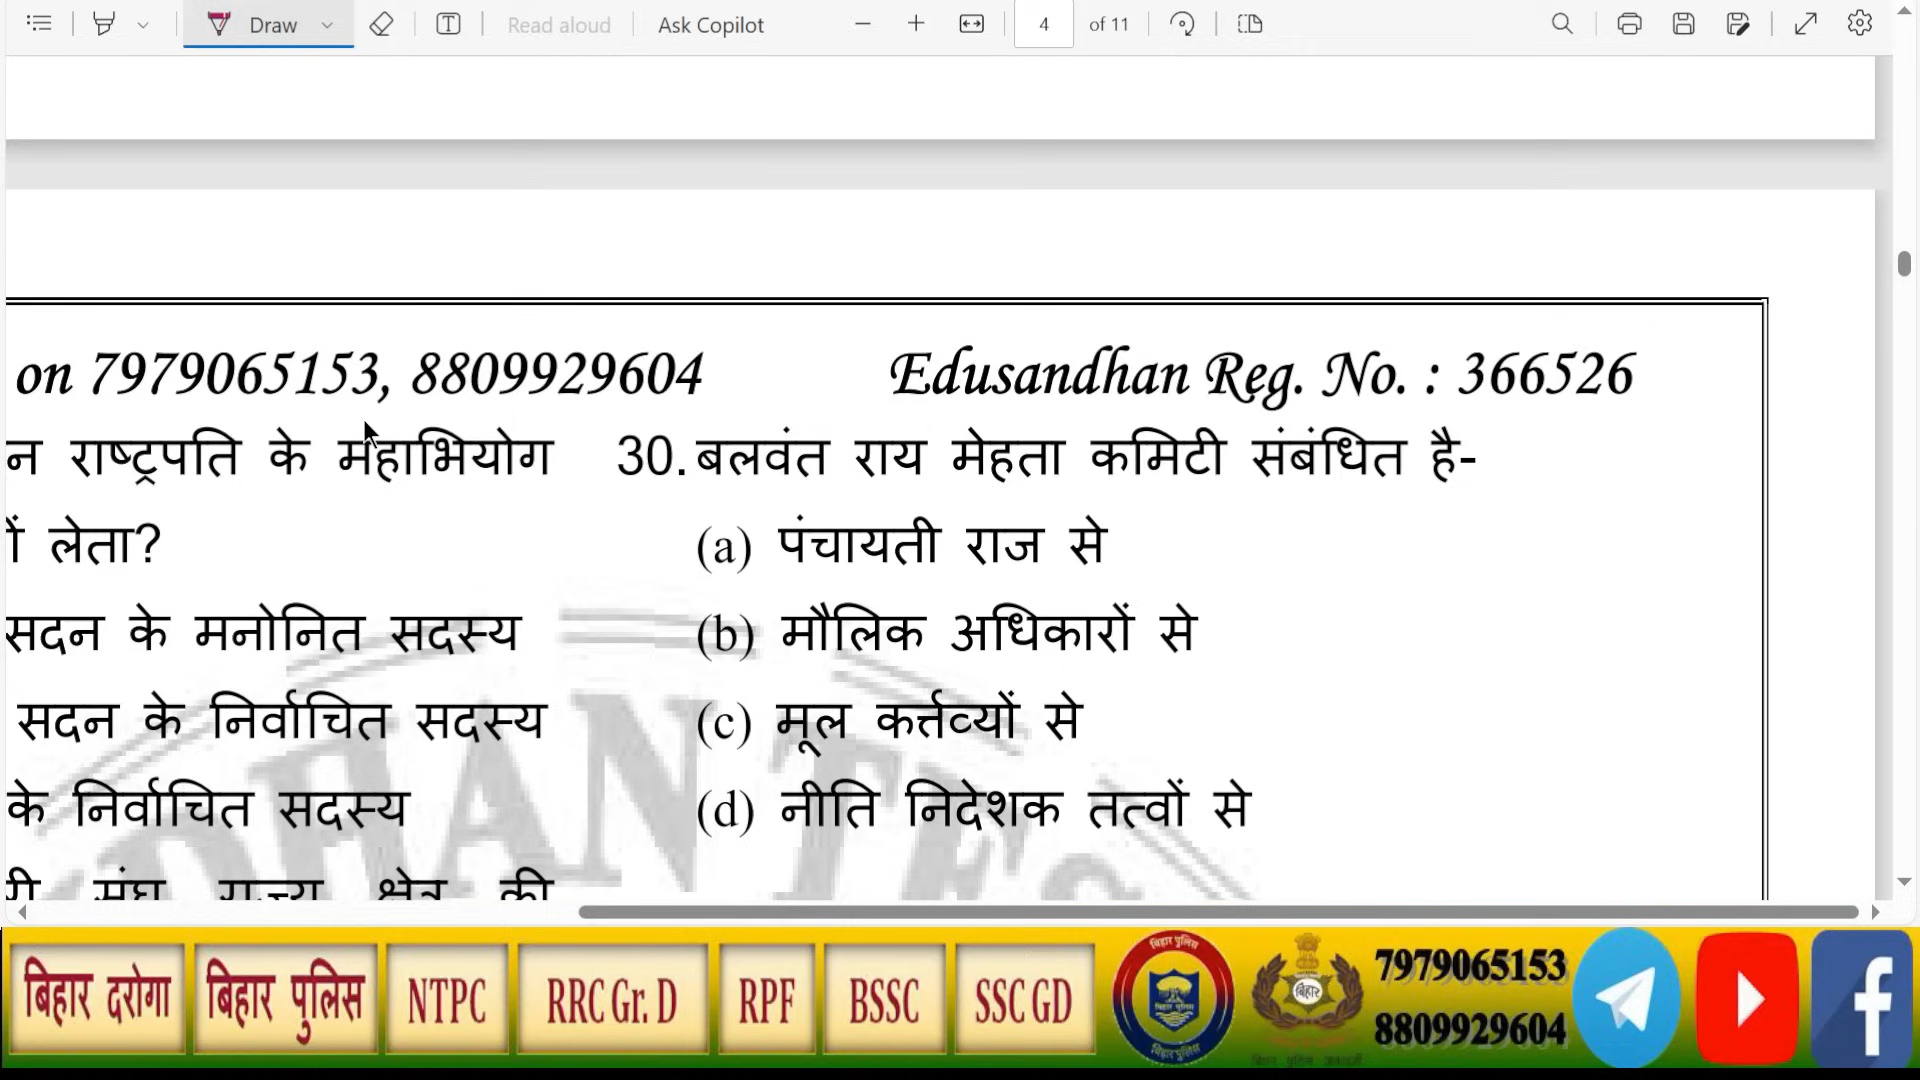 Draw
Read aloud
Ask Copilot
4
of 11
on 7979065153, 8809929604
Edusandhan Reg. No. : 366526
न राष्ट्रपति के महाभियोग
लेता?
सदन के मनोनित सदस्य
सदन के निर्वाचित सदस्य
के निर्वाचित सदस्य
संघ राज्य क्षेत्र की
30. बलवंत राय मेहता कमिटी संबंधित है-
(a) पंचायती राज से
(b) मौलिक अधिकारों से
(c) मूल कर्त्तव्यों से
(d) नीति निदेशक तत्वों से
बिहार दरोगा
बिहार पुलिस
NTPC
RRC Gr. D
RPF
BSSC
SSC GD
बिहार पुलिस
बिहार पुलिस
बिहार
7979065153
8809929604